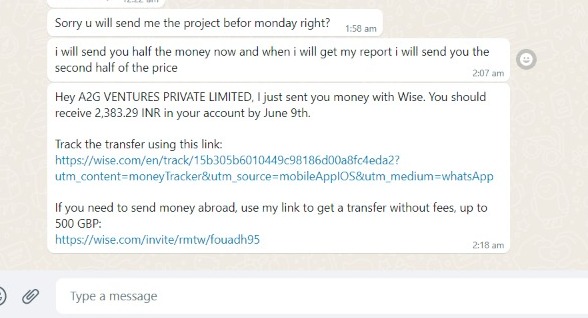 Sorry u will send me the project befor monday right?
1:58 am
i will send you half the money now and when i will get my report i will send you the
second half of the price
2:07 am
Hey A2G VENTURES PRIVATE LIMITED, I just sent you money with Wise. You should
receive 2,383.29 INR in your account by June 9th.
Track the transfer using this link:
https://wise.com/en/track/15b305b6010449c98186d00a8fc4eda2?
utm_content=moneyTracker&utm_source=mobileAppIOS&utm_medium=whatsApp
If you need to send money abroad, use my link to get a transfer without fees, up to
500 GBP:
https://wise.com/invite/rmtw/fouadh95
2:18 am
Type a message